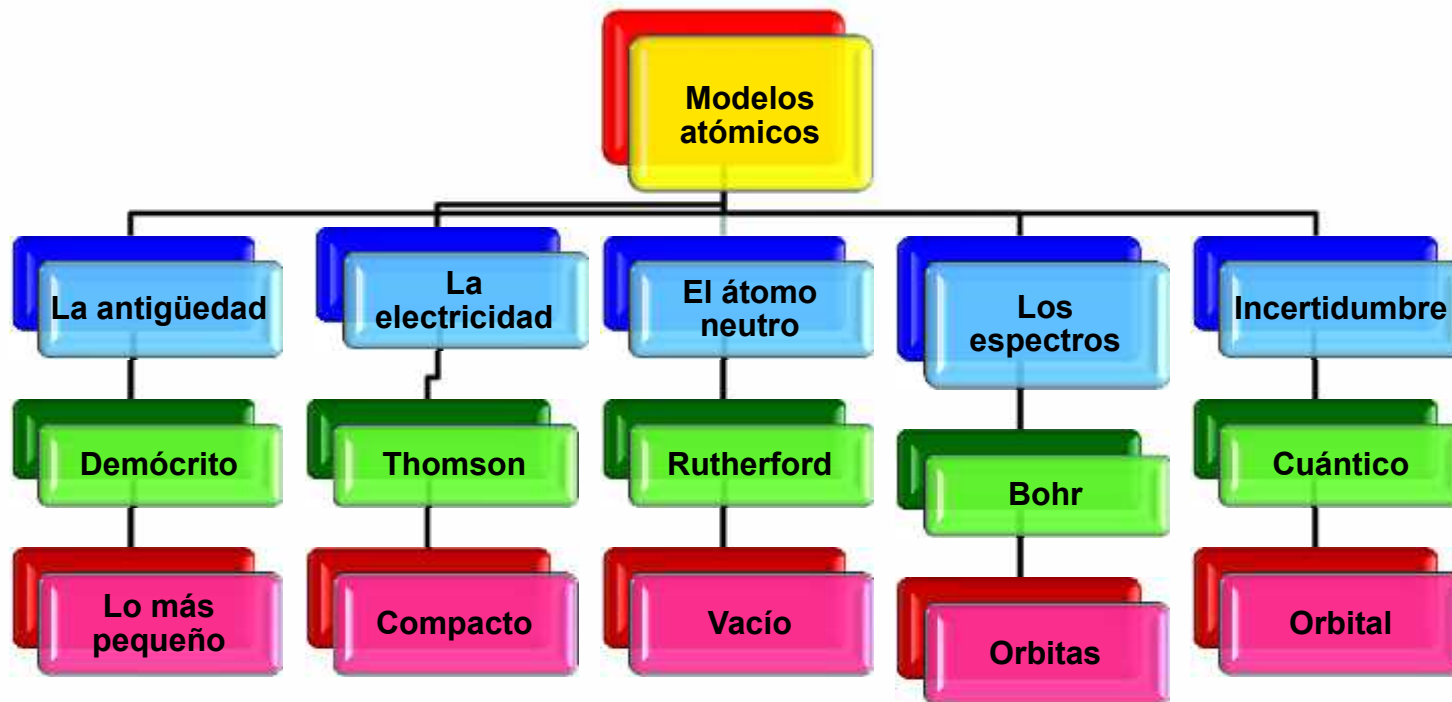 Modelos
atómicos
La antigüedad
La
electricidad
El átomo
neutro
Los
espectros
Incertidumbre
Demócrito
Thomson
Rutherford
Bohr
Cuántico
Lo más
pequeño
Compacto
Vacío
Orbitas
Orbital